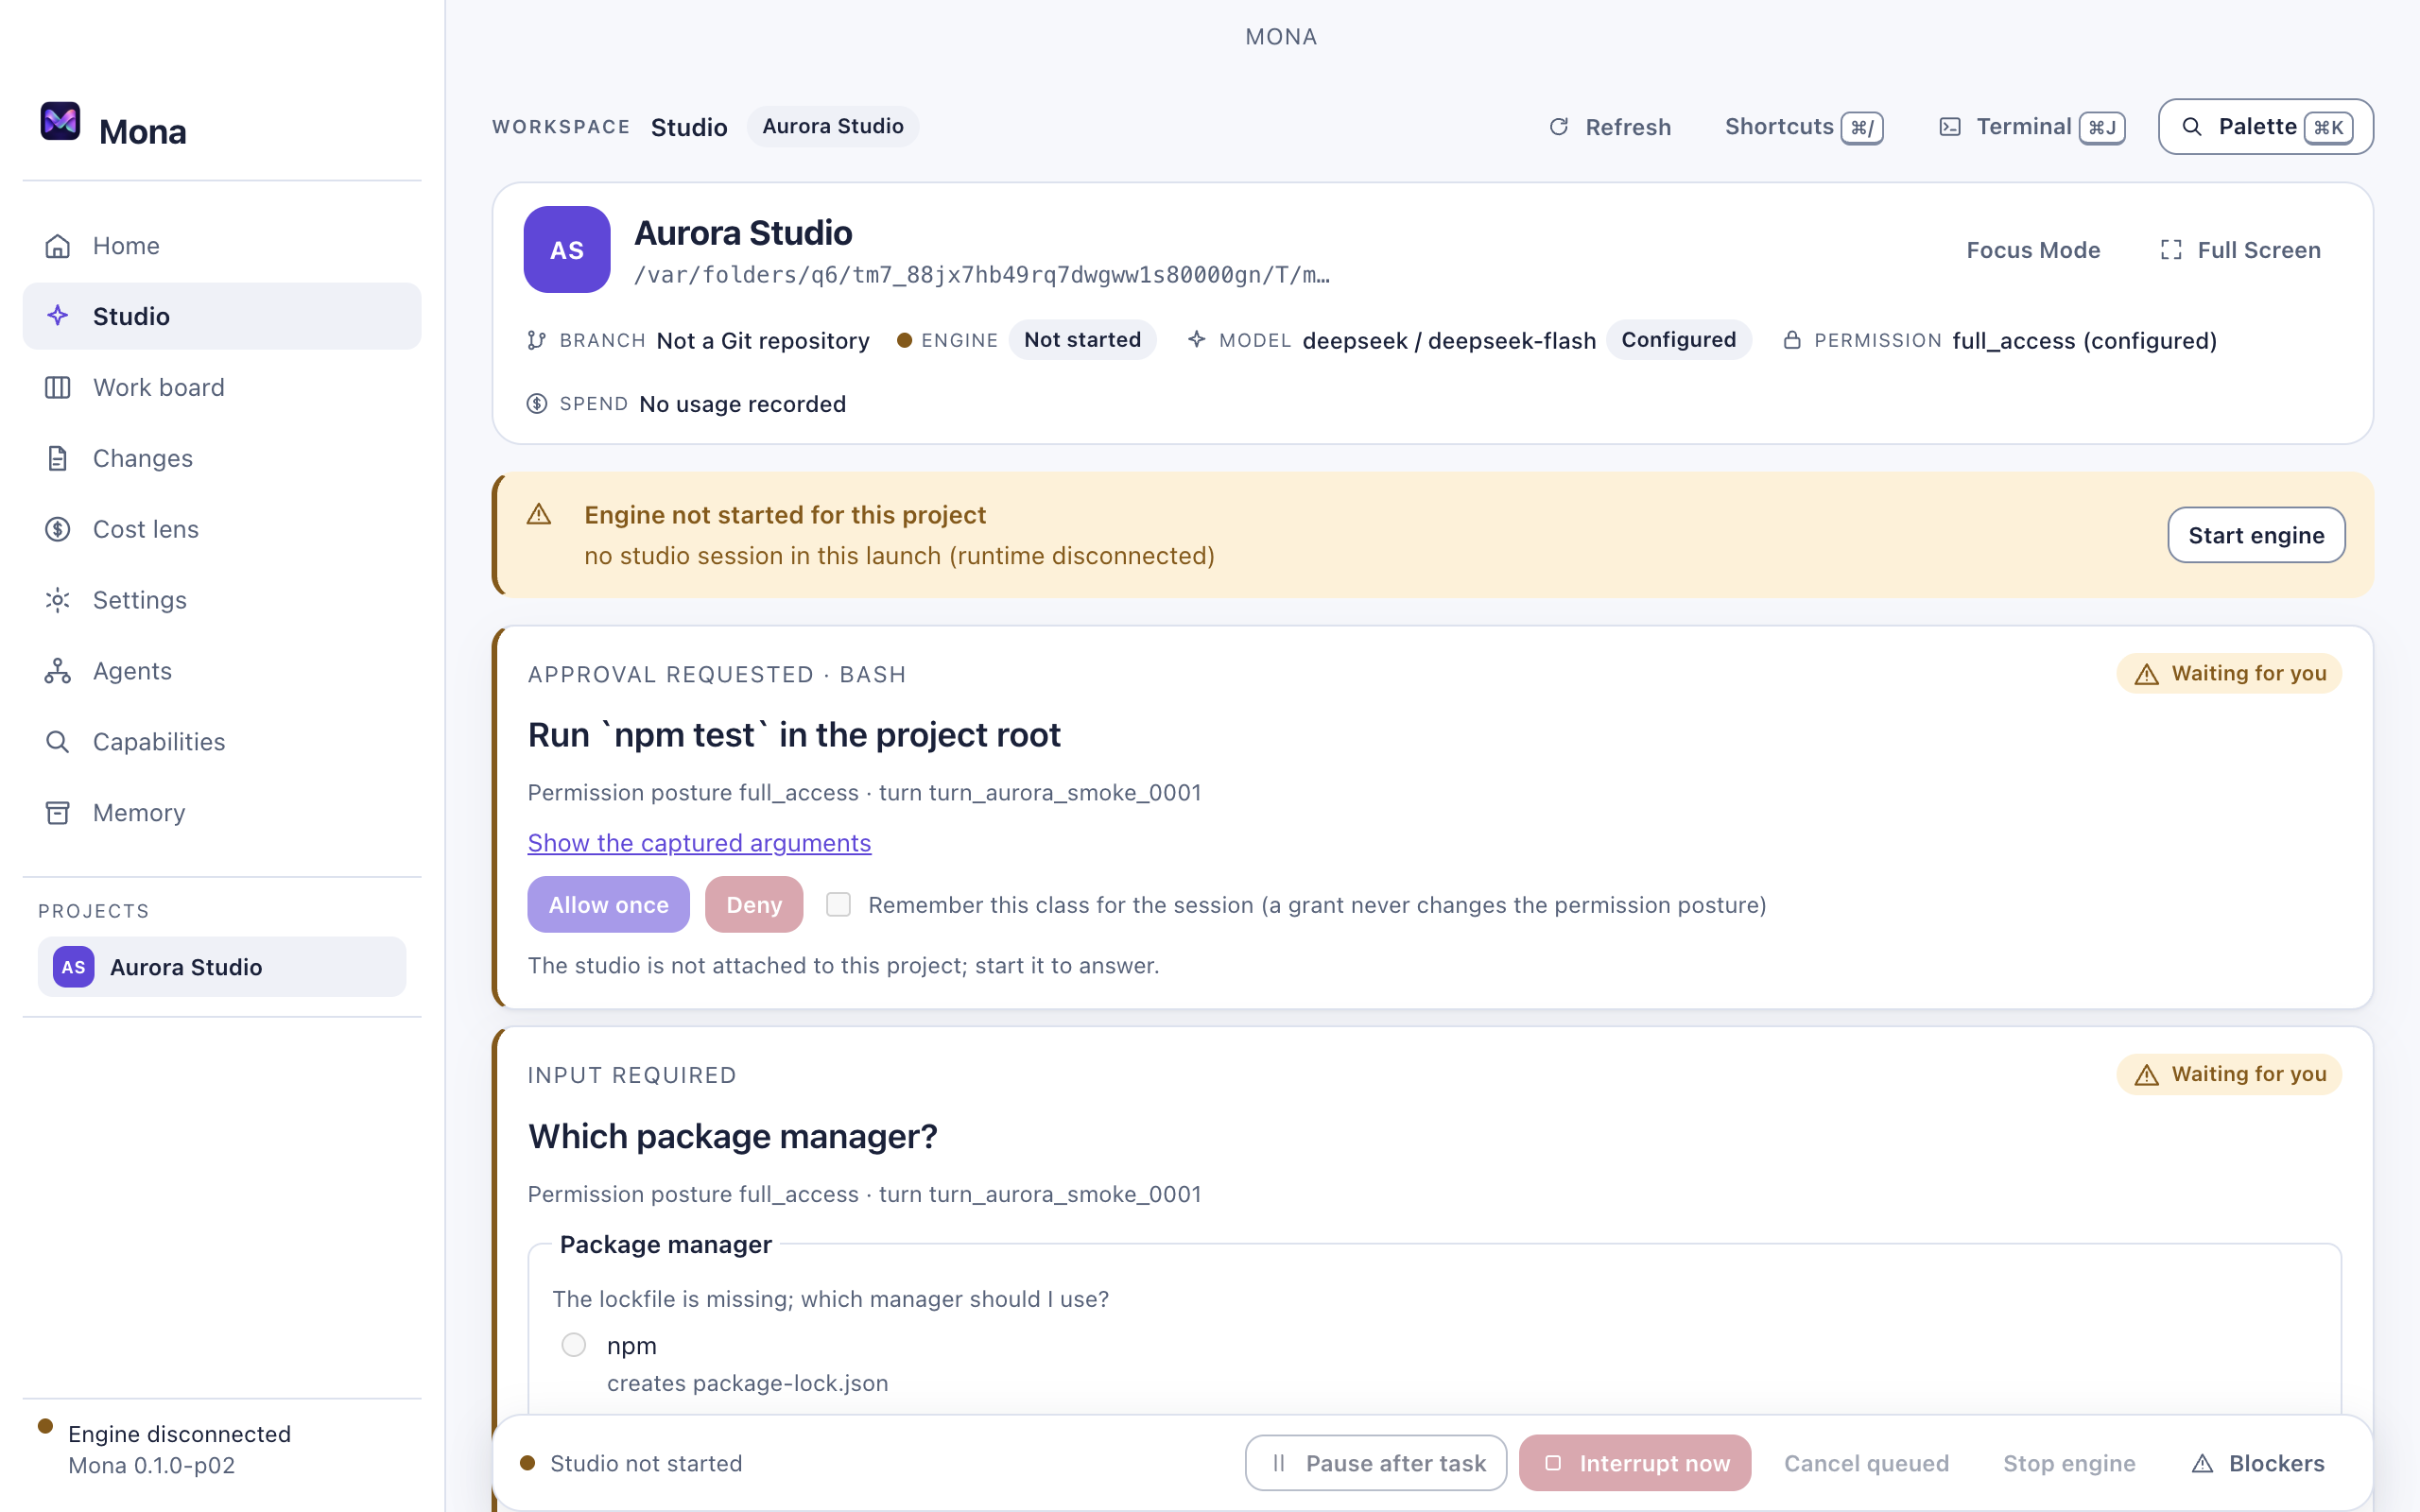 MONA
Mona
Home
Studio
Work board
Changes
Cost lens
Settings
Agents
Capabilities
Memory
PROJECTS
AS Aurora Studio
Engine disconnected
Mona 0.1.0-p02
WORKSPACE Studio Aurora Studio
Refresh Shortcuts ⌘/ Terminal ⌘J Palette ⌘K
AS
Aurora Studio
/var/folders/q6/tm7_88jx7hb49rq7dwgww1s80000gn/T/m…
Focus Mode Full Screen
BRANCH Not a Git repository ENGINE Not started MODEL deepseek / deepseek-flash Configured PERMISSION full_access (configured)
SPEND No usage recorded
Engine not started for this project
no studio session in this launch (runtime disconnected)
Start engine
APPROVAL REQUESTED · BASH
Waiting for you
Run `npm test` in the project root
Permission posture full_access · turn turn_aurora_smoke_0001
Show the captured arguments
Allow once Deny Remember this class for the session (a grant never changes the permission posture)
The studio is not attached to this project; start it to answer.
INPUT REQUIRED
Waiting for you
Which package manager?
Permission posture full_access · turn turn_aurora_smoke_0001
Package manager
The lockfile is missing; which manager should I use?
npm
creates package-lock.json
Studio not started
Pause after task Interrupt now Cancel queued Stop engine Blockers